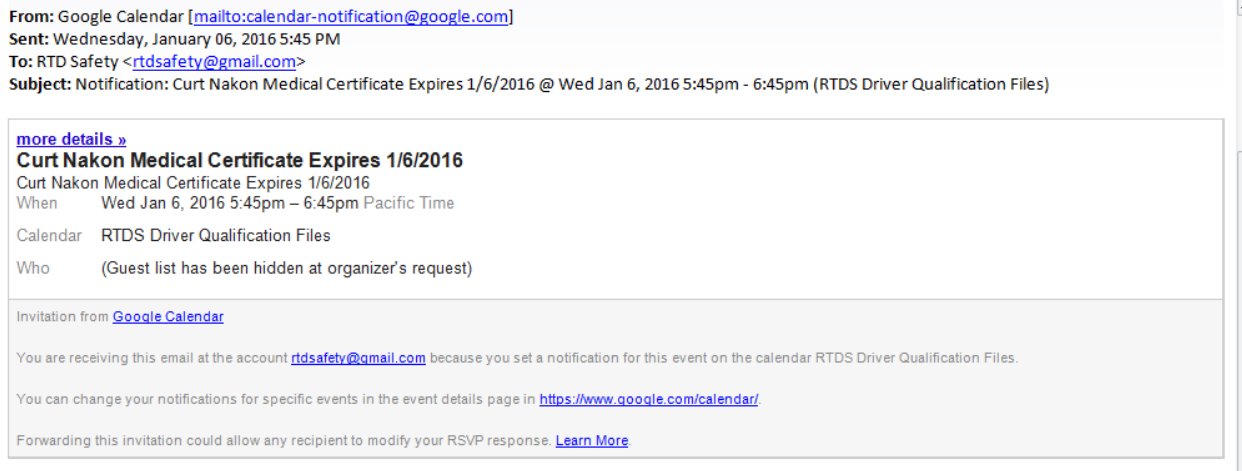 From: Google Calendar [mailto:calendar-notification@google.com]
Sent: Wednesday, January 06, 2016 5:45 PM
To: RTD Safety <rtdsafety@gmail.com>
Subject: Notification: Curt Nakon Medical Certificate Expires 1/6/2016 @ Wed Jan 6, 2016 5:45pm - 6:45pm (RTDS Driver Qualification Files)
more details »
Curt Nakon Medical Certificate Expires 1/6/2016
Curt Nakon Medical Certificate Expires 1/6/2016
When Wed Jan 6, 2016 5:45pm – 6:45pm Pacific Time
Calendar RTDS Driver Qualification Files
Who (Guest list has been hidden at organizer's request)
Invitation from Google Calendar
You are receiving this email at the account rtdsafety@gmail.com because you set a notification for this event on the calendar RTDS Driver Qualification Files.
You can change your notifications for specific events in the event details page in https://www.google.com/calendar/.
Forwarding this invitation could allow any recipient to modify your RSVP response. Learn More.